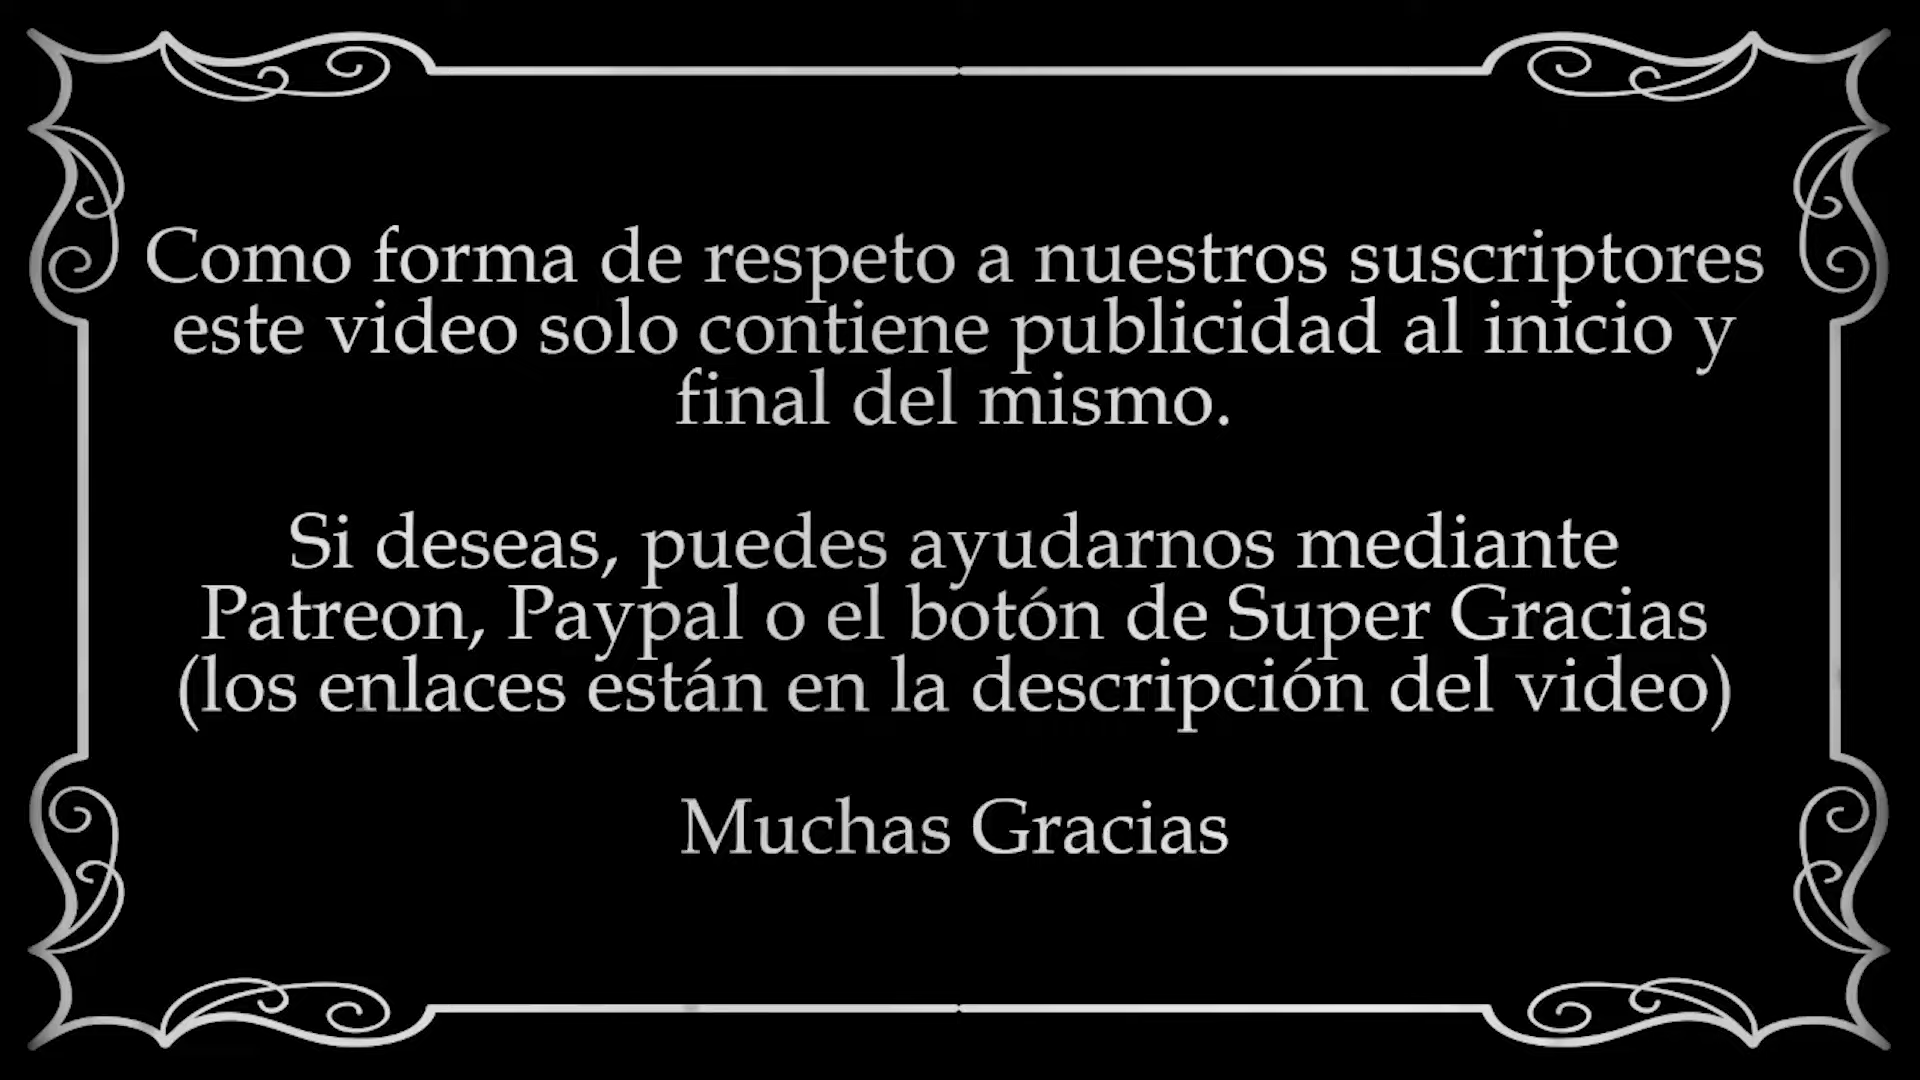 Como forma de respeto a nuestros suscriptores
este video solo contiene publicidad al inicio y
final del mismo.
Si deseas, puedes ayudarnos mediante
Patreon, Paypal o el botón de Super Gracias
(los enlaces están en la descripción del video)
Muchas Gracias